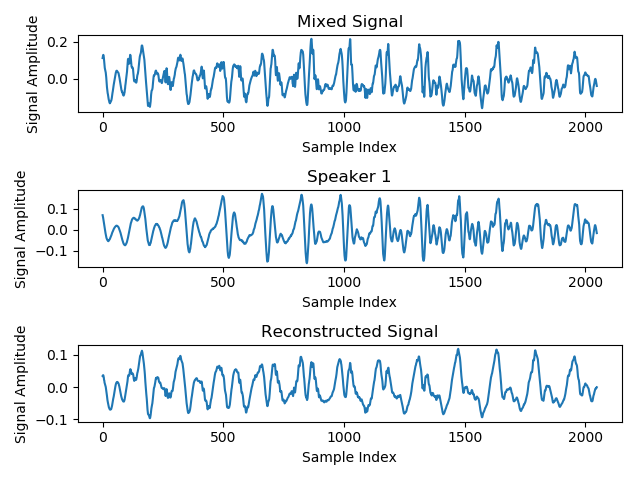 Mixed Signal
Signal Amplitude
0.2
0.0
0
500
1000
1500
2000
Sample Index
Speaker 1
Signal Amplitude
0.1
0.0
−0.1
0
500
1000
1500
2000
Sample Index
Reconstructed Signal
Signal Amplitude
0.1
0.0
−0.1
0
500
1000
1500
2000
Sample Index